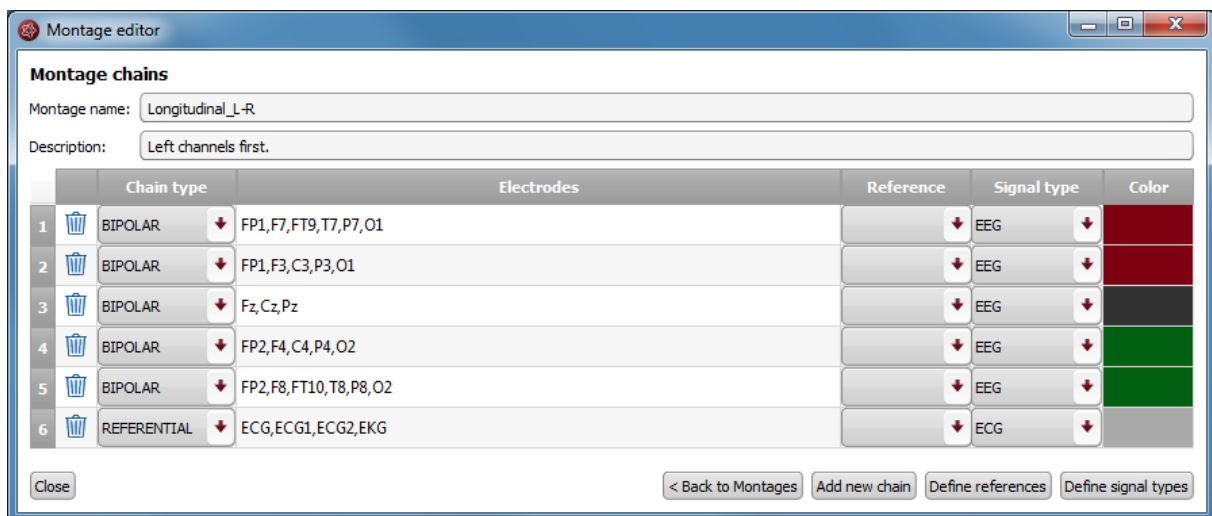 Montage editor
Montage chains
Montage name: Longitudinal_L-R
Description: Left channels first.
Chain type Electrodes Reference Signal type Color
1 BIPOLAR FP1,F7,FT9,T7,P7,O1 EEG
2 BIPOLAR FP1,F3,C3,P3,O1 EEG
3 BIPOLAR Fz,Cz,Pz EEG
4 BIPOLAR FP2,F4,C4,P4,O2 EEG
5 BIPOLAR FP2,F8,FT10,T8,P8,O2 EEG
6 REFERENTIAL ECG,ECG1,ECG2,EKG ECG
Close < Back to Montages Add new chain Define references Define signal types